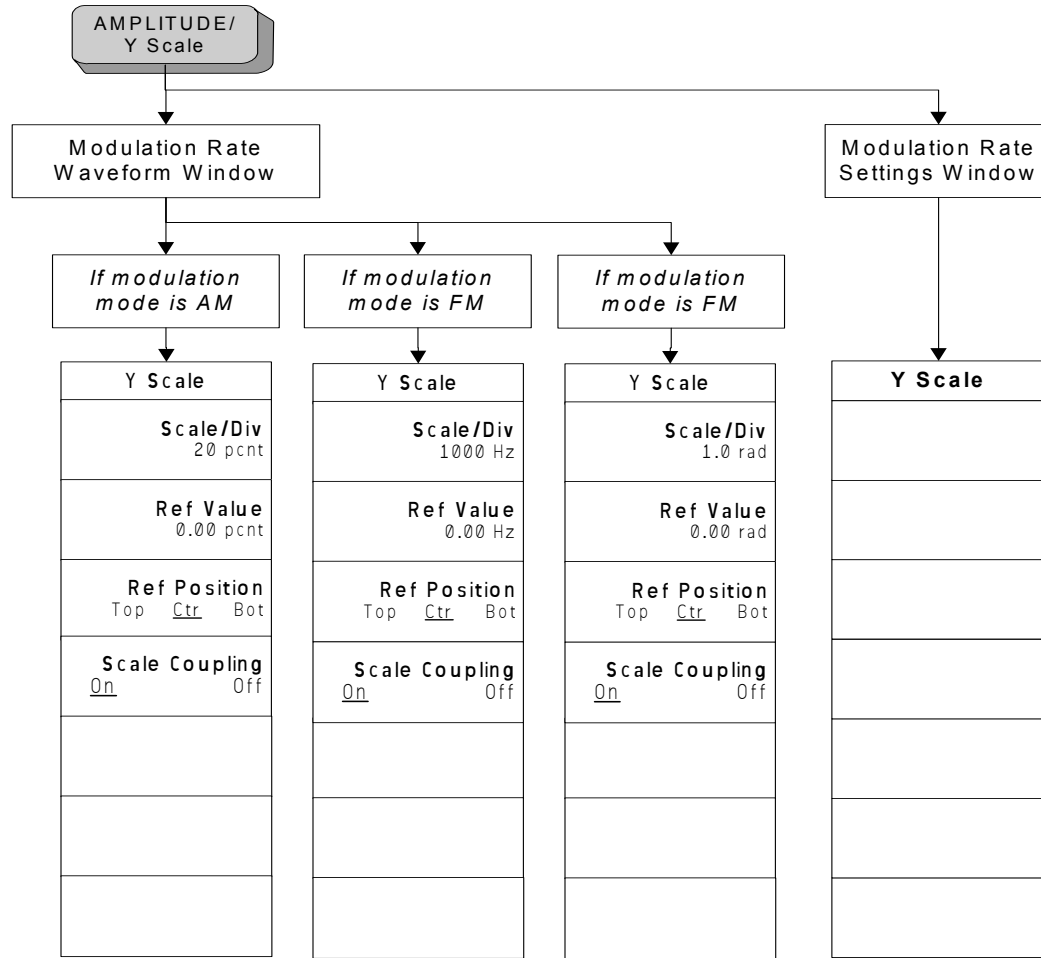 AMPLITUDE/
Y Scale
Modulation Rate
Waveform Window
Modulation Rate
Settings Window
If modulation
mode is AM
If modulation
mode is FM
If modulation
mode is FM
Y Scale
Scale/Div
20 pcnt
Ref Value
0.00 pcnt
Ref Position
Top Ctr Bot
Scale Coupling
On Off
Y Scale
Scale/Div
1000 Hz
Ref Value
0.00 Hz
Ref Position
Top Ctr Bot
Scale Coupling
On Off
Y Scale
Scale/Div
1.0 rad
Ref Value
0.00 rad
Ref Position
Top Ctr Bot
Scale Coupling
On Off
Y Scale